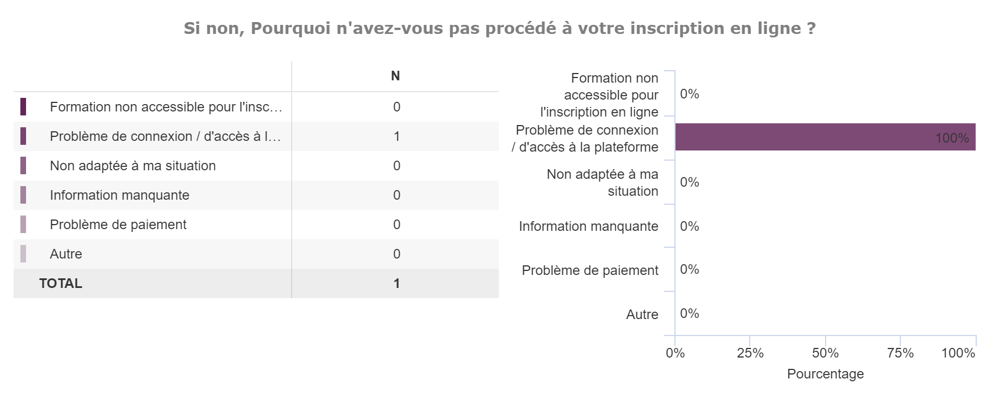 Si non, Pourquoi n'avez-vous pas procédé à votre inscription en ligne ?
N
Formation non accessible pour l'insc… 0
Problème de connexion / d'accès à l… 1
Non adaptée à ma situation 0
Information manquante 0
Problème de paiement 0
Autre 0
TOTAL 1
Formation non
accessible pour
l'inscription en ligne
0%
Problème de connexion
/ d'accès à la plateforme
100%
Non adaptée à ma
situation
0%
Information manquante 0%
Problème de paiement 0%
Autre 0%
0% 25% 50% 75% 100%
Pourcentage